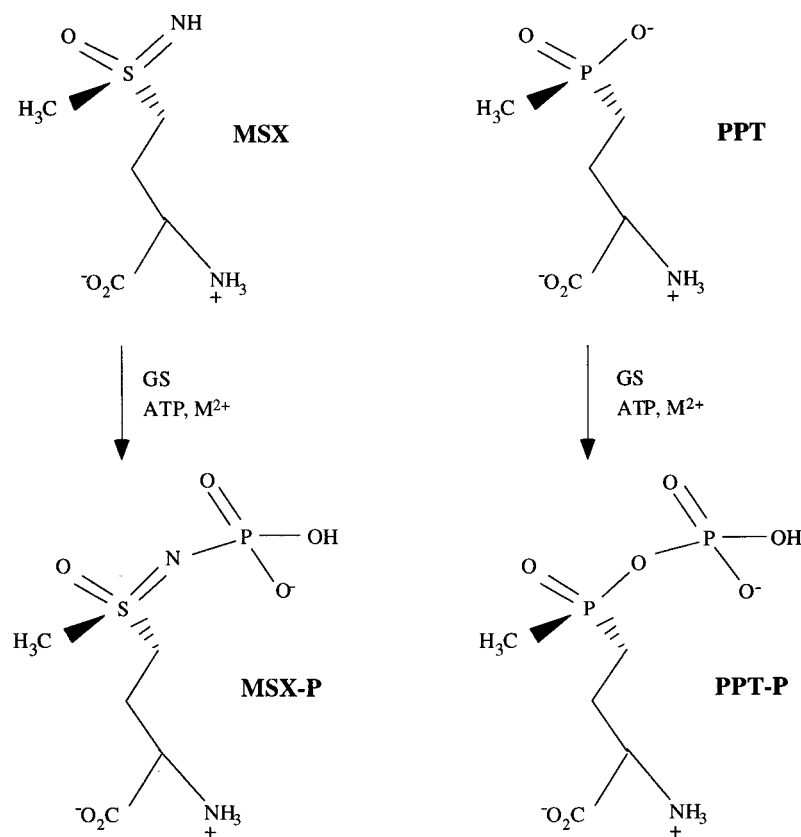 O NH
S
H₃C
MSX
⁻O₂C NH₃
+
O O⁻
P
H₃C
PPT
⁻O₂C NH₃
+
GS
ATP, M²⁺
GS
ATP, M²⁺
O
P OH
N
O⁻
O
S
H₃C
MSX-P
⁻O₂C NH₃
+
O
P OH
O
O⁻
O
P
H₃C
PPT-P
⁻O₂C NH₃
+